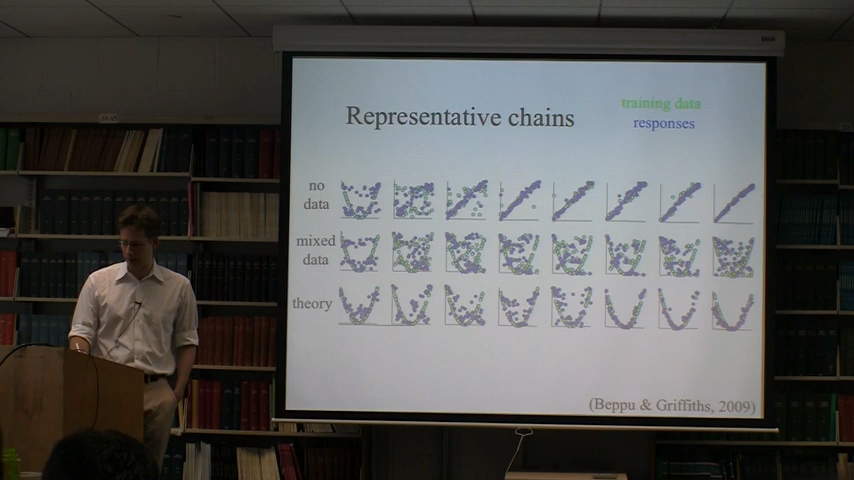 Representative chains
training data
responses
no
data
mixed
data
theory
(Beppu & Griffiths, 2009)